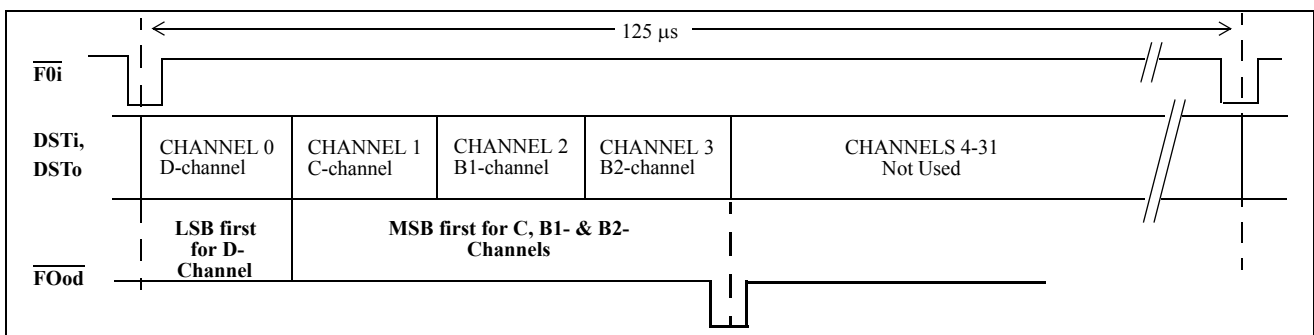 125 µs
F0i
DSTi,
DSTo
CHANNEL 0
D-channel
CHANNEL 1
C-channel
CHANNEL 2
B1-channel
CHANNEL 3
B2-channel
CHANNELS 4-31
Not Used
LSB first
for D-
Channel
MSB first for C, B1- & B2-
Channels
FOod